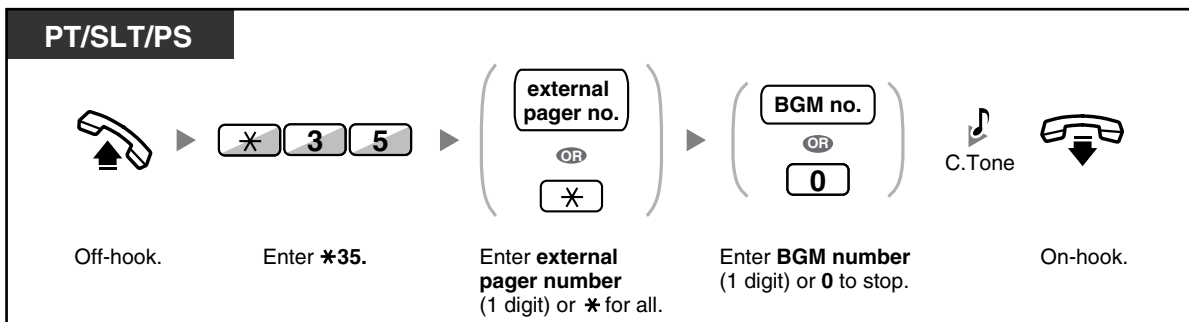 PT/SLT/PS
external
pager no.
OR
*
* 3 5
BGM no.
OR
0
C.Tone
Off-hook.
Enter *35.
Enter external
pager number
(1 digit) or * for all.
Enter BGM number
(1 digit) or 0 to stop.
On-hook.